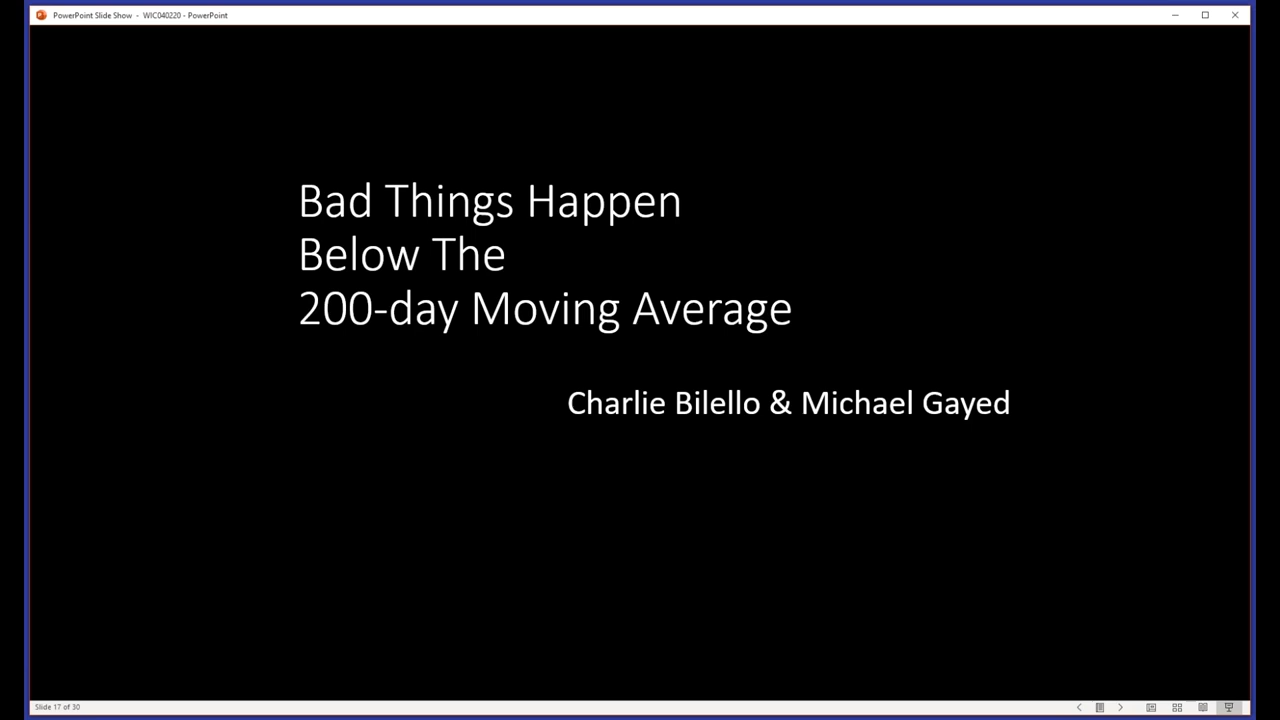 PowerPoint Slide Show - WIC040220 - PowerPoint
Bad Things Happen
Below The
200-day Moving Average
Charlie Bilello & Michael Gayed
Slide 17 of 30